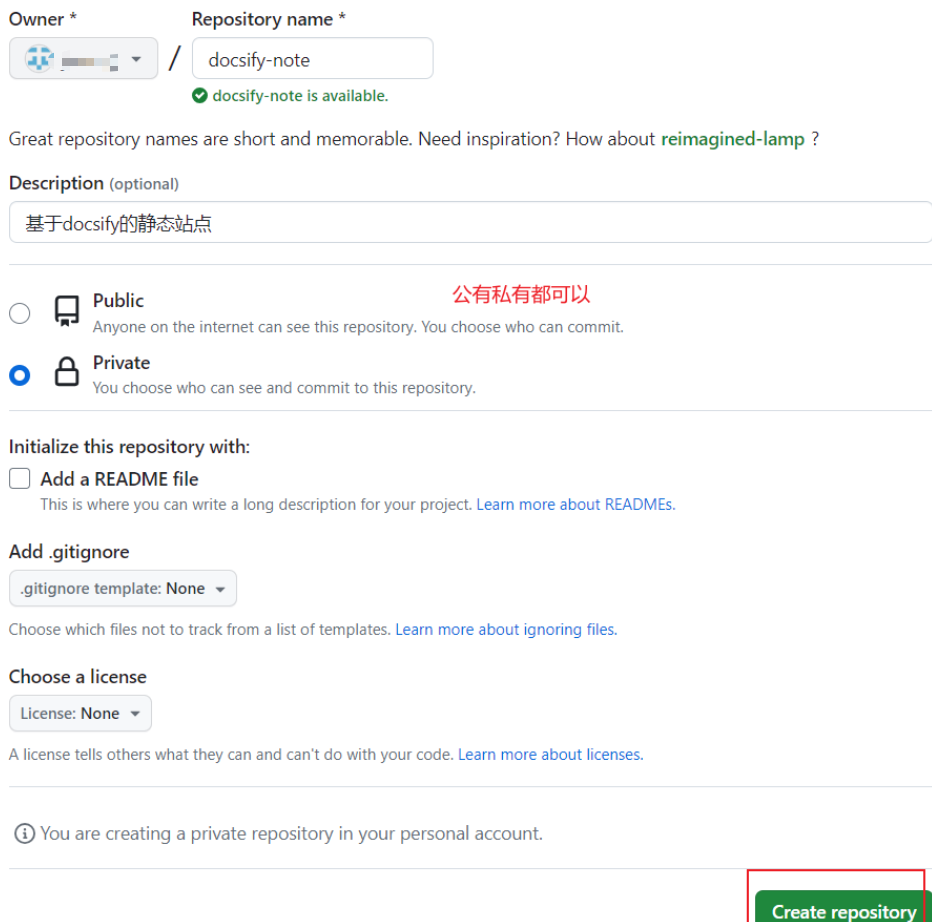 Owner * Repository name *
/ docsify-note
docsify-note is available.
Great repository names are short and memorable. Need inspiration? How about reimagined-lamp ?
Description (optional)
基于docsify的静态站点
公有私有都可以
Public
Anyone on the internet can see this repository. You choose who can commit.
Private
You choose who can see and commit to this repository.
Initialize this repository with:
Add a README file
This is where you can write a long description for your project. Learn more about READMEs.
Add .gitignore
.gitignore template: None
Choose which files not to track from a list of templates. Learn more about ignoring files.
Choose a license
License: None
A license tells others what they can and can't do with your code. Learn more about licenses.
You are creating a private repository in your personal account.
Create repository